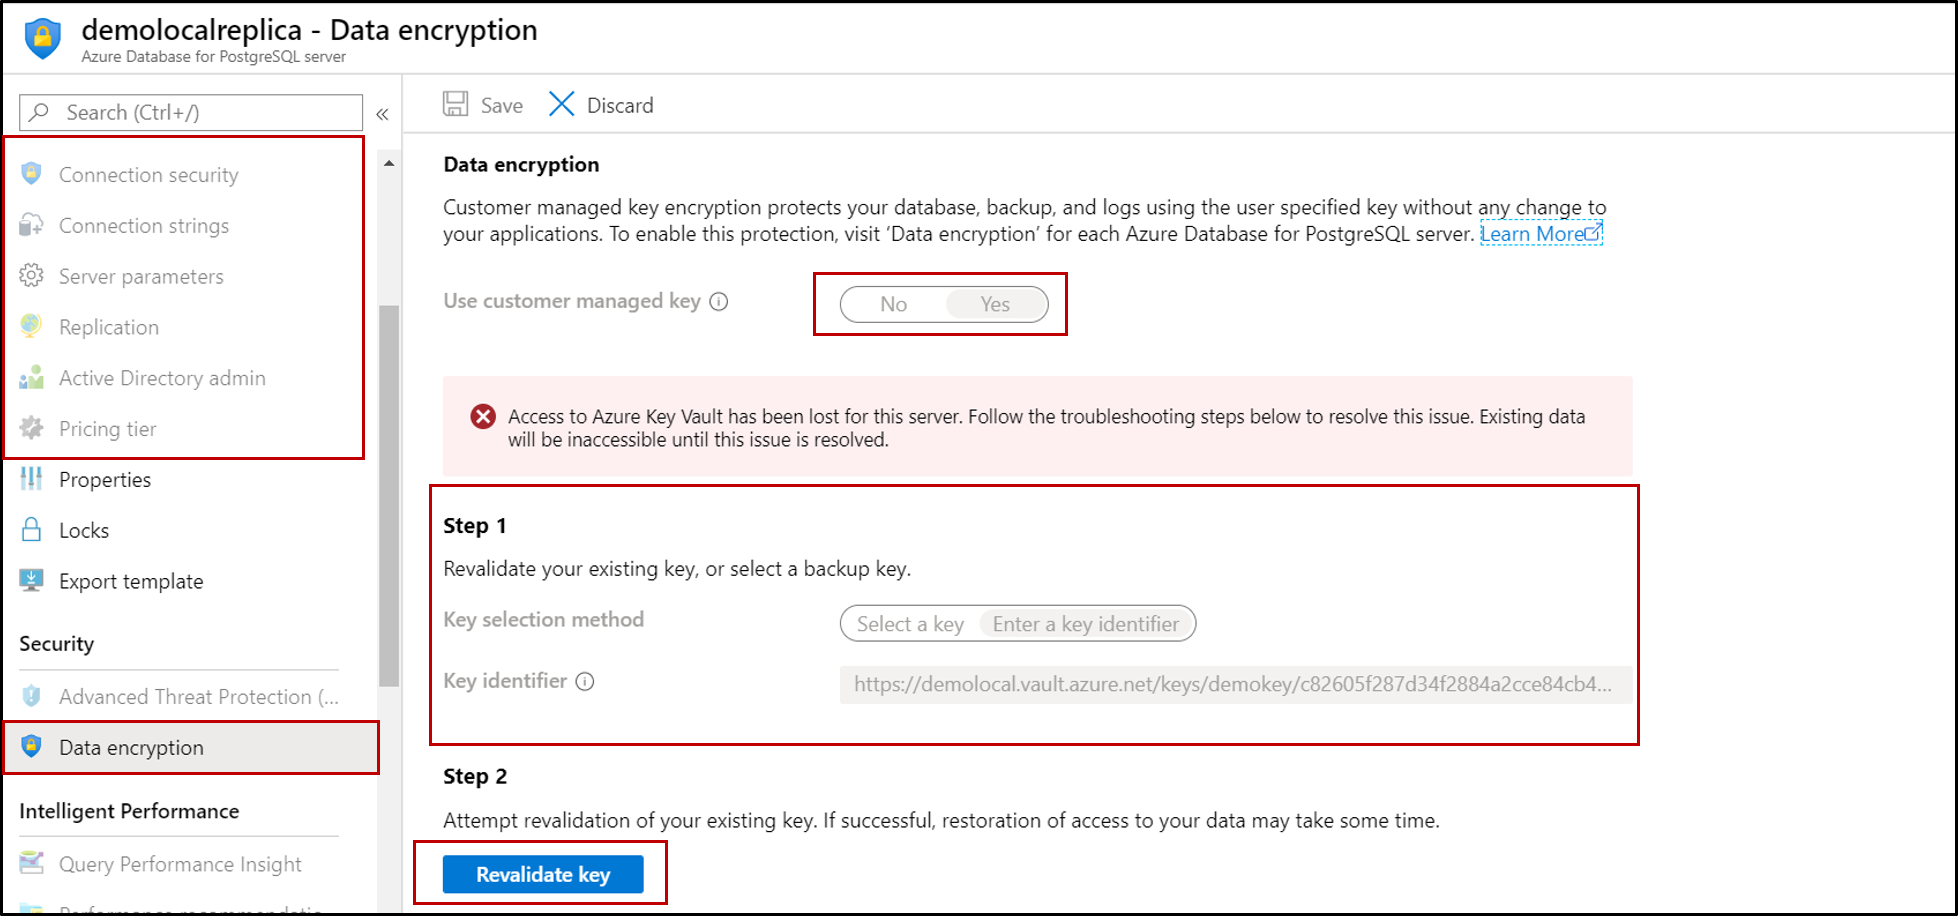 demolocalreplica - Data encryption
Azure Database for PostgreSQL server
Search (Ctrl+/)
«
Connection security
Connection strings
Server parameters
Replication
Active Directory admin
Pricing tier
Properties
Locks
Export template
Security
Advanced Threat Protection (...
Data encryption
Intelligent Performance
Query Performance Insight
Save
Discard
Data encryption
Customer managed key encryption protects your database, backup, and logs using the user specified key without any change to
your applications. To enable this protection, visit ‘Data encryption’ for each Azure Database for PostgreSQL server. Learn More
Use customer managed key
No Yes
Access to Azure Key Vault has been lost for this server. Follow the troubleshooting steps below to resolve this issue. Existing data
will be inaccessible until this issue is resolved.
Step 1
Revalidate your existing key, or select a backup key.
Key selection method
Select a key Enter a key identifier
Key identifier
https://demolocal.vault.azure.net/keys/demokey/c82605f287d34f2884a2cce84cb4...
Step 2
Attempt revalidation of your existing key. If successful, restoration of access to your data may take some time.
Revalidate key